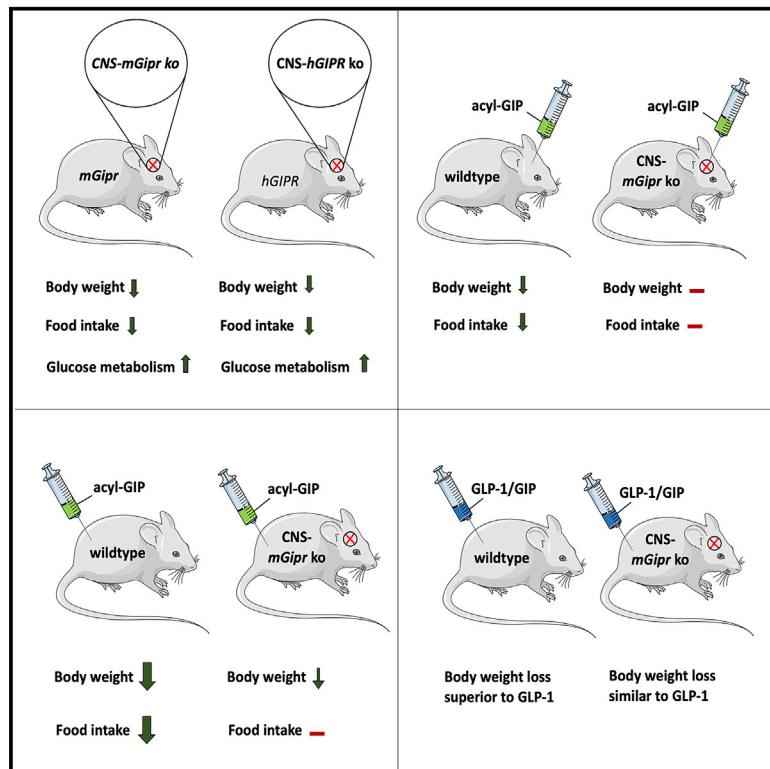 CNS-mGipr ko
CNS-hGIPR ko
mGipr
hGIPR
Body weight
Food intake
Glucose metabolism
Body weight
Food intake
Glucose metabolism
acyl-GIP
acyl-GIP
wildtype
CNS-
mGipr ko
Body weight
Food intake
Body weight
Food intake
acyl-GIP
acyl-GIP
wildtype
CNS-
mGipr ko
Body weight
Food intake
Body weight
Food intake
GLP-1/GIP
GLP-1/GIP
wildtype
CNS-
mGipr ko
Body weight loss
superior to GLP-1
Body weight loss
similar to GLP-1